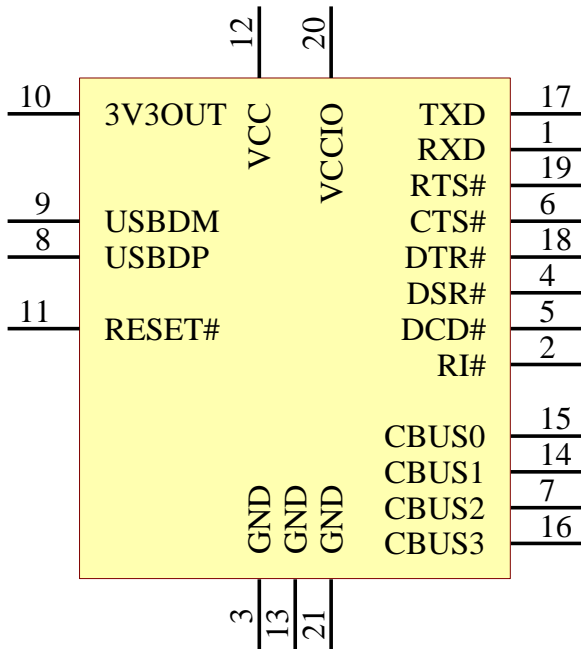 12 20
VCC VCCIO
10 3V3OUT TXD 17
RXD 1
RTS# 19
9 USBDM CTS# 6
8 USBDP DTR# 18
DSR# 4
11 RESET# DCD# 5
RI# 2
CBUS0 15
CBUS1 14
CBUS2 7
CBUS3 16
GND GND GND
3 13 21